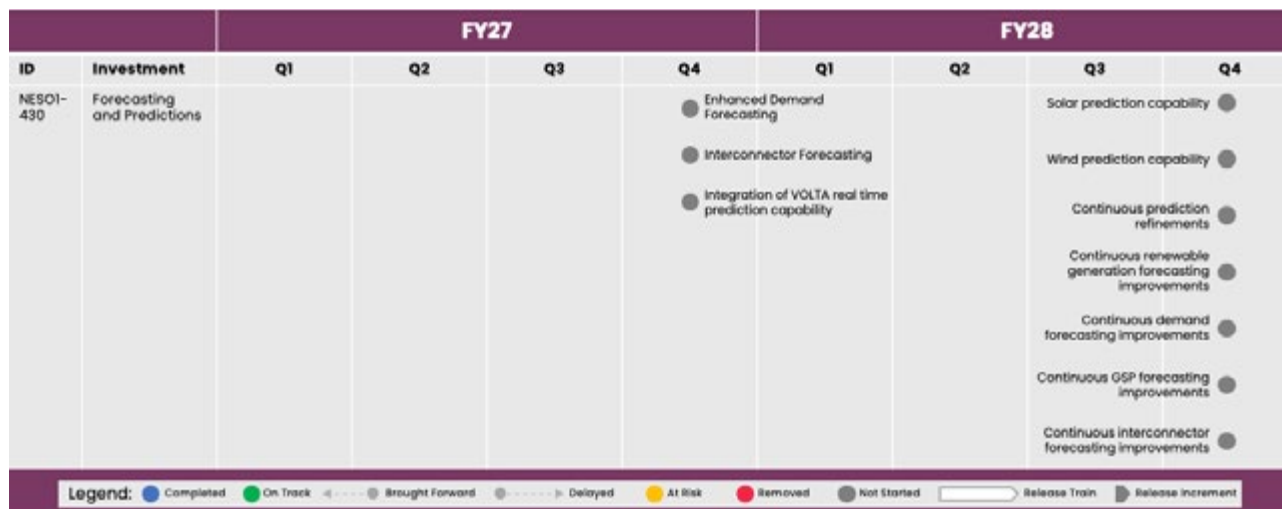 FY27 FY28
ID Investment Q1 Q2 Q3 Q4 Q1 Q2 Q3 Q4
NESO1-
430
Forecasting
and Predictions
Enhanced Demand
Forecasting
Interconnector Forecasting
Integration of VOLTA real time
prediction capability
Solar prediction capability
Wind prediction capability
Continuous prediction
refinements
Continuous renewable
generation forecasting
improvements
Continuous demand
forecasting improvements
Continuous GSP forecasting
improvements
Continuous interconnector
forecasting improvements
Legend: Completed On Track Brought Forward Delayed At Risk Removed Not Started Release Train Release Increment